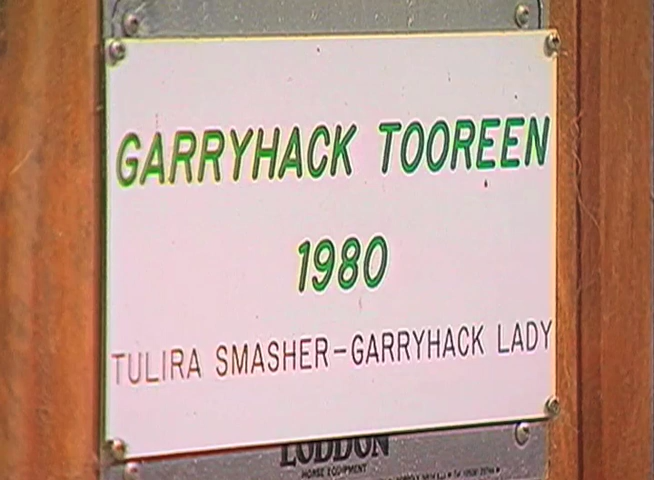 GARRYHACK TOOREEN
1980
TULIRA SMASHER-GARRYHACK LADY
LODDON
HORSE EQUIPMENT